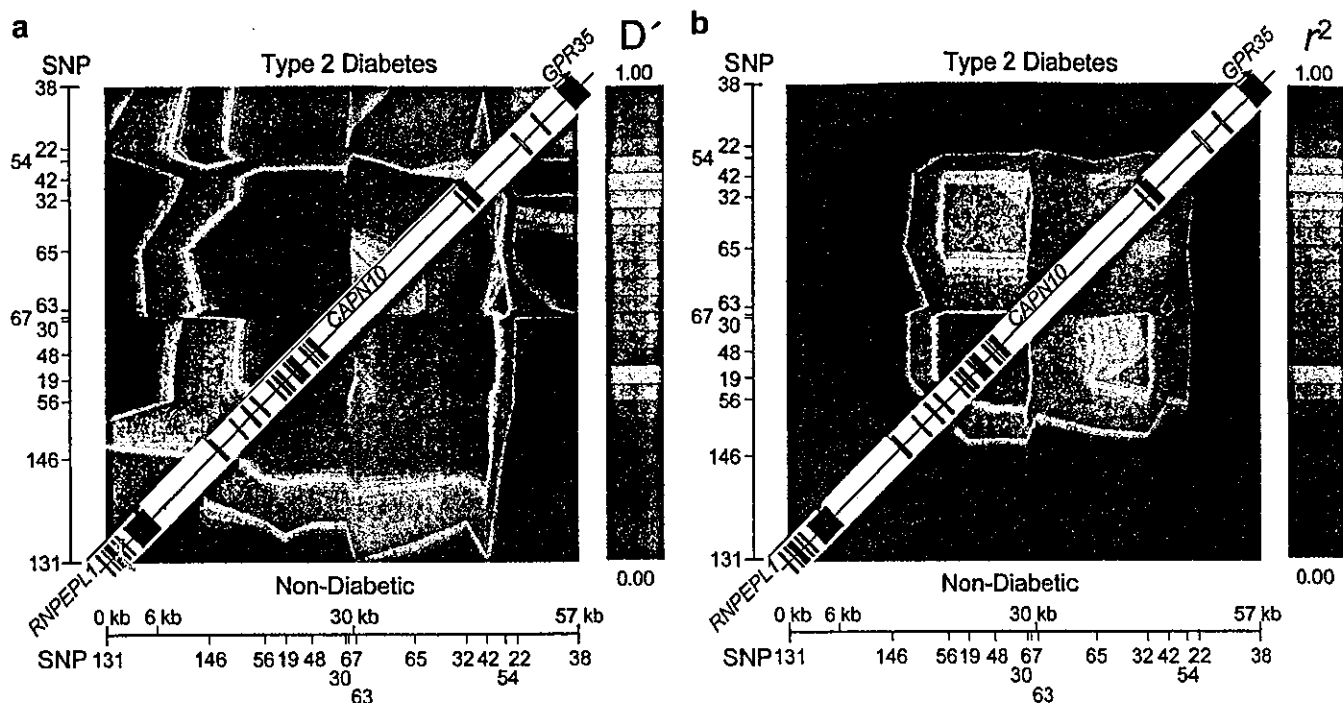 a
D´
SNP
Type 2 Diabetes
GPR35
1.00
38
22
54
42
32
65
63
67
30
48
19
56
146
131
CAPN10
RNPEPL1
Non-Diabetic
0.00
0 kb 6 kb 30 kb 57 kb
SNP
131 146 56 19 48 67 65 32 42 22 38
30 54
63
b
r²
SNP
Type 2 Diabetes
GPR35
1.00
38
22
54
42
32
65
63
67
30
48
19
56
146
131
CAPN10
RNPEPL1
Non-Diabetic
0.00
0 kb 6 kb 30 kb 57 kb
SNP
131 146 56 19 48 67 65 32 42 22 38
30 54
63